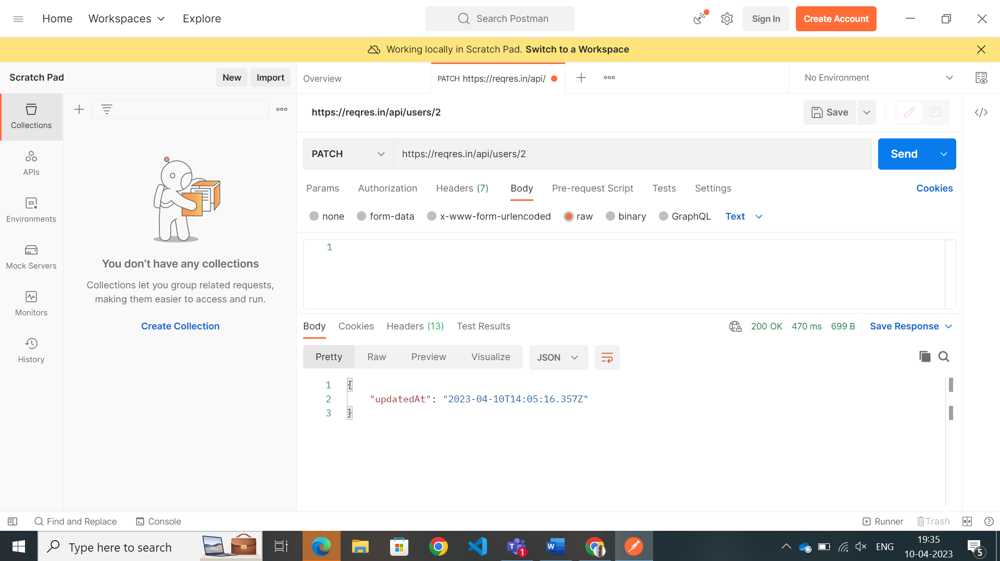 Home Workspaces Explore
Search Postman
Sign In Create Account
Working locally in Scratch Pad. Switch to a Workspace
Scratch Pad New Import
Overview
PATCH https://reqres.in/api/
No Environment
Collections
APIs
Environments
Mock Servers
Monitors
History
You don’t have any collections
Collections let you group related requests,
making them easier to access and run.
Create Collection
https://reqres.in/api/users/2
Save
PATCH https://reqres.in/api/users/2 Send
Params Authorization Headers (7) Body Pre-request Script Tests Settings Cookies
none form-data x-www-form-urlencoded raw binary GraphQL Text
1
Body Cookies Headers (13) Test Results 200 OK 470 ms 699 B Save Response
Pretty Raw Preview Visualize JSON
1 {
2 "updatedAt": "2023-04-10T14:05:16.357Z"
3 }
Find and Replace Console Runner Trash
Type here to search
1
W
ENG
19:35
10-04-2023
5